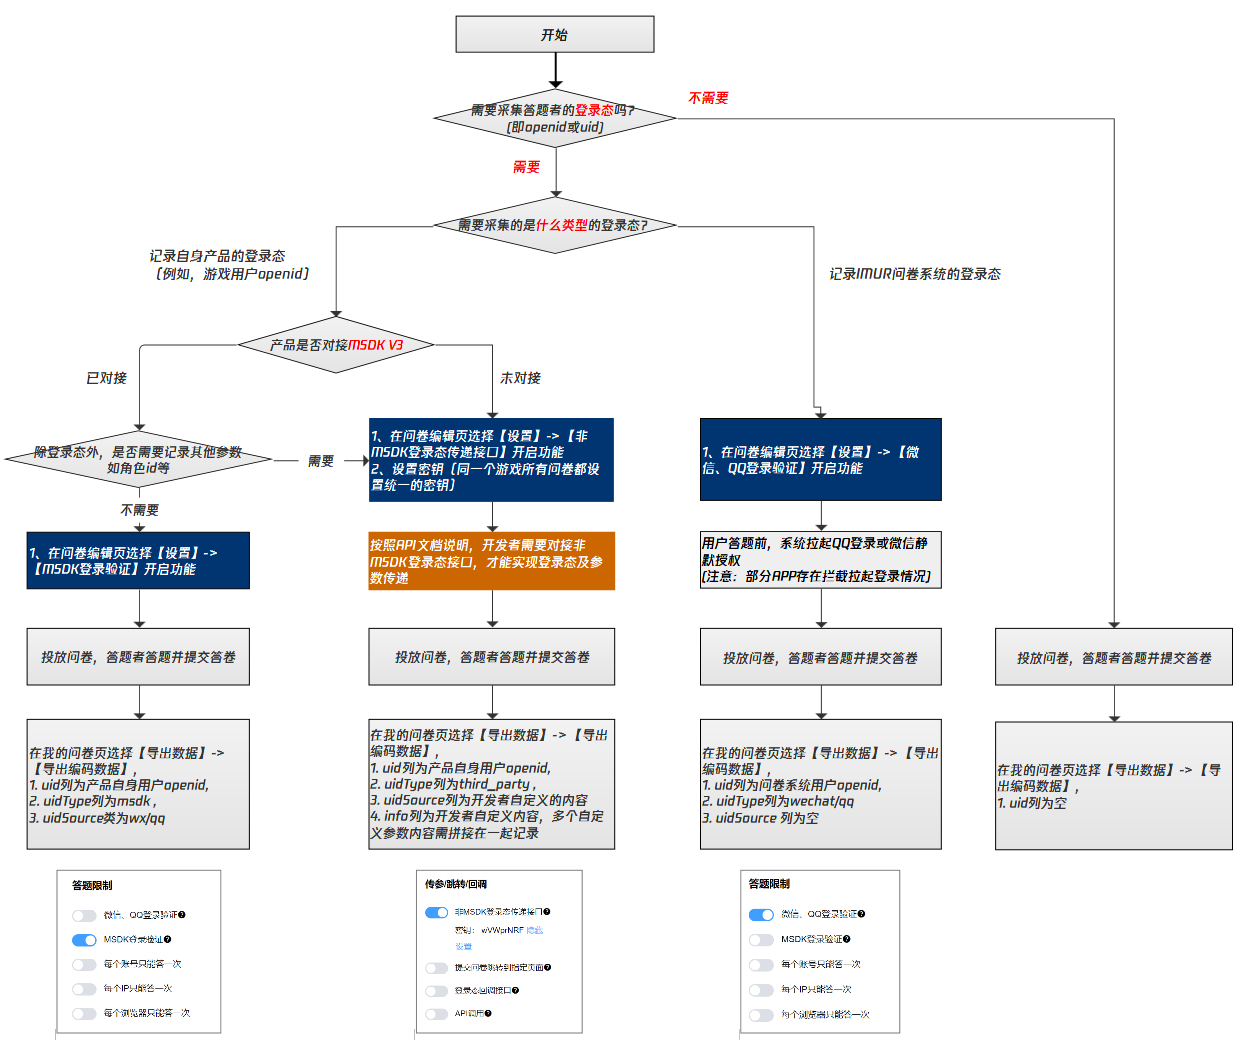 开始
需要采集答题者的登录态吗？
(即openid或uid)
不需要
需要
需要采集的是什么类型的登录态？
记录自身产品的登录态
（例如，游戏用户openid）
记录IMUR问卷系统的登录态
产品是否对接MSDK V3
已对接
未对接
除登录态外，是否需要记录其他参数
如角色id等
需要
不需要
1、在问卷编辑页选择【设置】->【非
MSDK登录态传递接口】开启功能
2、设置密钥（同一个游戏所有问卷都设
置统一的密钥）
1、在问卷编辑页选择【设置】->【微
信、QQ登录验证】开启功能
1、在问卷编辑页选择【设置】->
【MSDK登录验证】开启功能
按照API文档说明，开发者需要对接非
MSDK登录态接口，才能实现登录态及参
数传递
用户答题前，系统拉起QQ登录或微信静
默授权
(注意：部分APP存在拦截拉起登录情况)
投放问卷，答题者答题并提交答卷
投放问卷，答题者答题并提交答卷
投放问卷，答题者答题并提交答卷
投放问卷，答题者答题并提交答卷
在我的问卷页选择【导出数据】->
【导出编码数据】,
1. uid列为产品自身用户openid,
2. uidType列为msdk ,
3. uidSource类为wx/qq
在我的问卷页选择【导出数据】->【导出
编码数据】,
1. uid列为产品自身用户openid,
2. uidType列为third_party ,
3. uidSource列为开发者自定义的内容
4. info列为开发者自定义内容，多个自定
义参数内容需拼接在一起记录
在我的问卷页选择【导出数据】->【导出
编码数据】,
1. uid列为问卷系统用户openid,
2. uidType列为wechat/qq
3. uidSource 列为空
在我的问卷页选择【导出数据】->【导
出编码数据】,
1. uid列为空
答题限制
微信、QQ登录验证
MSDK登录验证
每个账号只能答一次
每个IP只能答一次
每个浏览器只能答一次
传参/跳转/回调
非MSDK登录态传递接口
密钥： wVWprNRF 隐藏
设置
提交问卷跳转到指定页面
登录态回调接口
API调用
答题限制
微信、QQ登录验证
MSDK登录验证
每个账号只能答一次
每个IP只能答一次
每个浏览器只能答一次